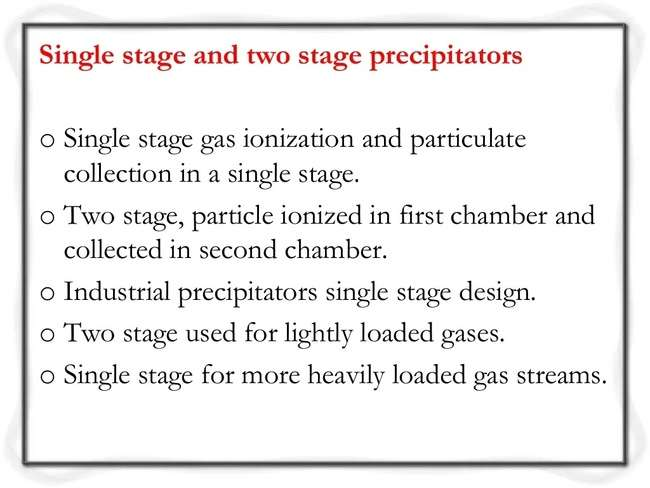 Single stage and two stage precipitators
o Single stage gas ionization and particulate
collection in a single stage.
o Two stage, particle ionized in first chamber and
collected in second chamber.
o Industrial precipitators single stage design.
o Two stage used for lightly loaded gases.
o Single stage for more heavily loaded gas streams.